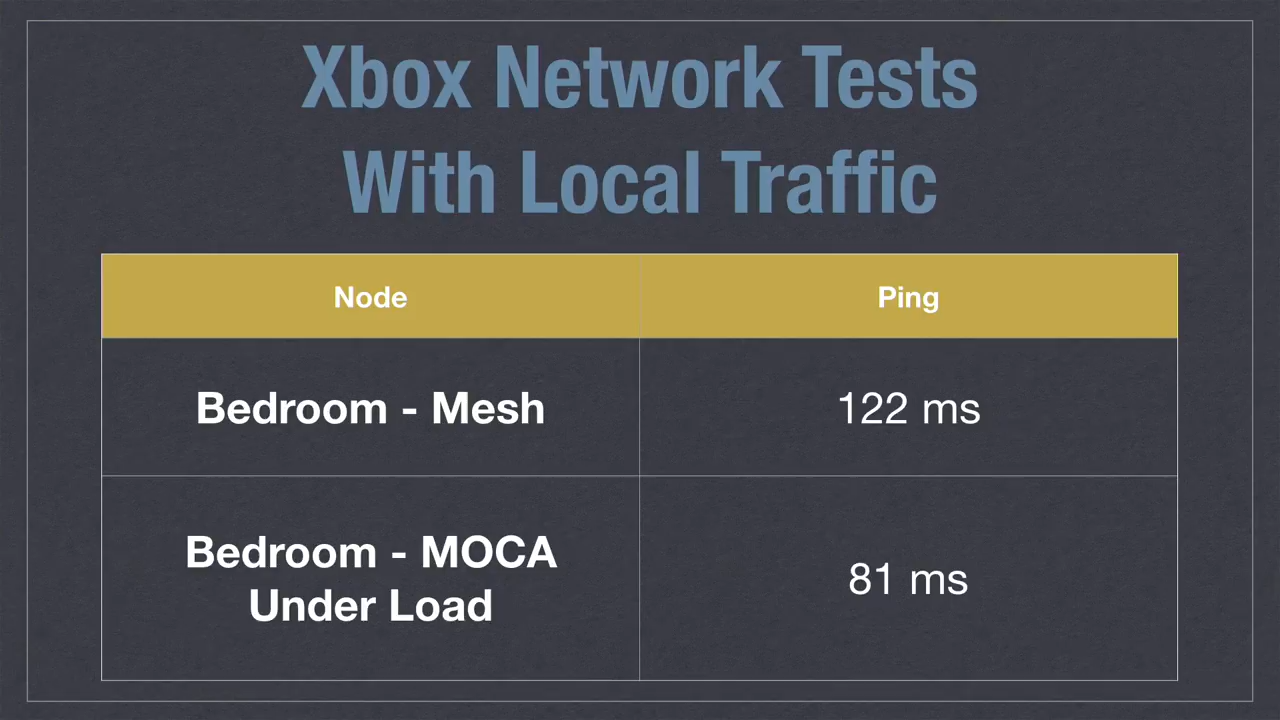 Xbox Network Tests
With Local Traffic
Node
Ping
Bedroom - Mesh
122 ms
Bedroom - MOCA
Under Load
81 ms